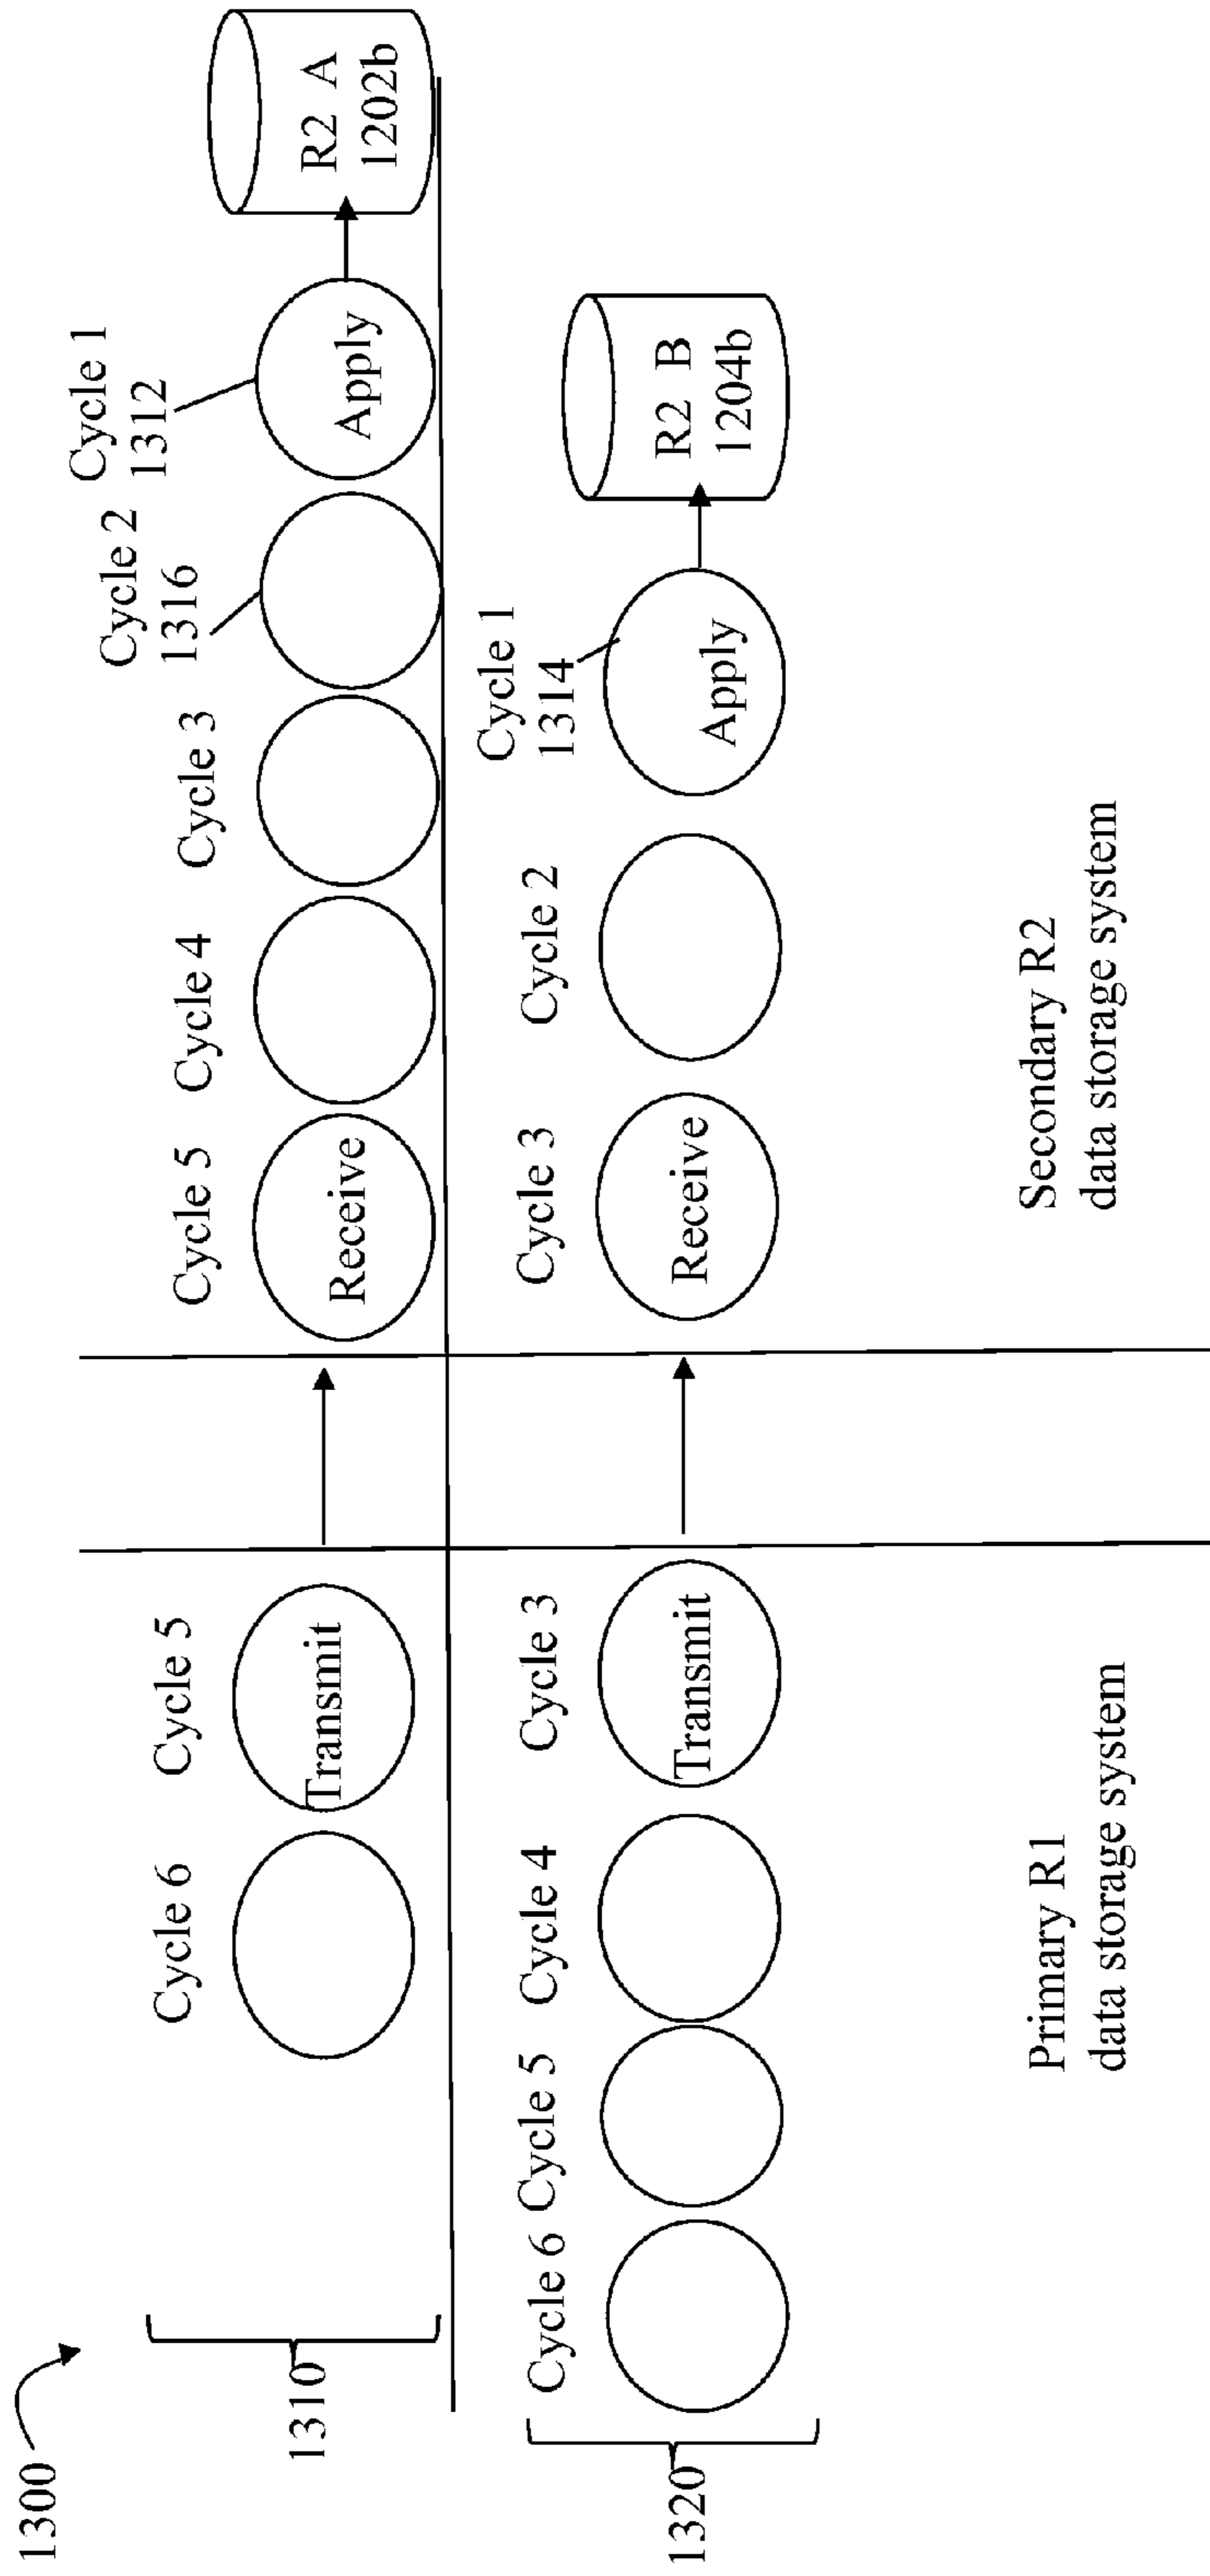 1300
1310
Cycle 6
Cycle 5
Transmit
Cycle 5
Receive
Cycle 4
Cycle 3
Cycle 2
1316
Cycle 1
1312
Apply
R2 A
1202b
1320
Cycle 6
Cycle 5
Cycle 4
Cycle 3
Transmit
Cycle 3
Receive
Cycle 2
Cycle 1
1314
Apply
R2 B
1204b
Primary R1
data storage system
Secondary R2
data storage system